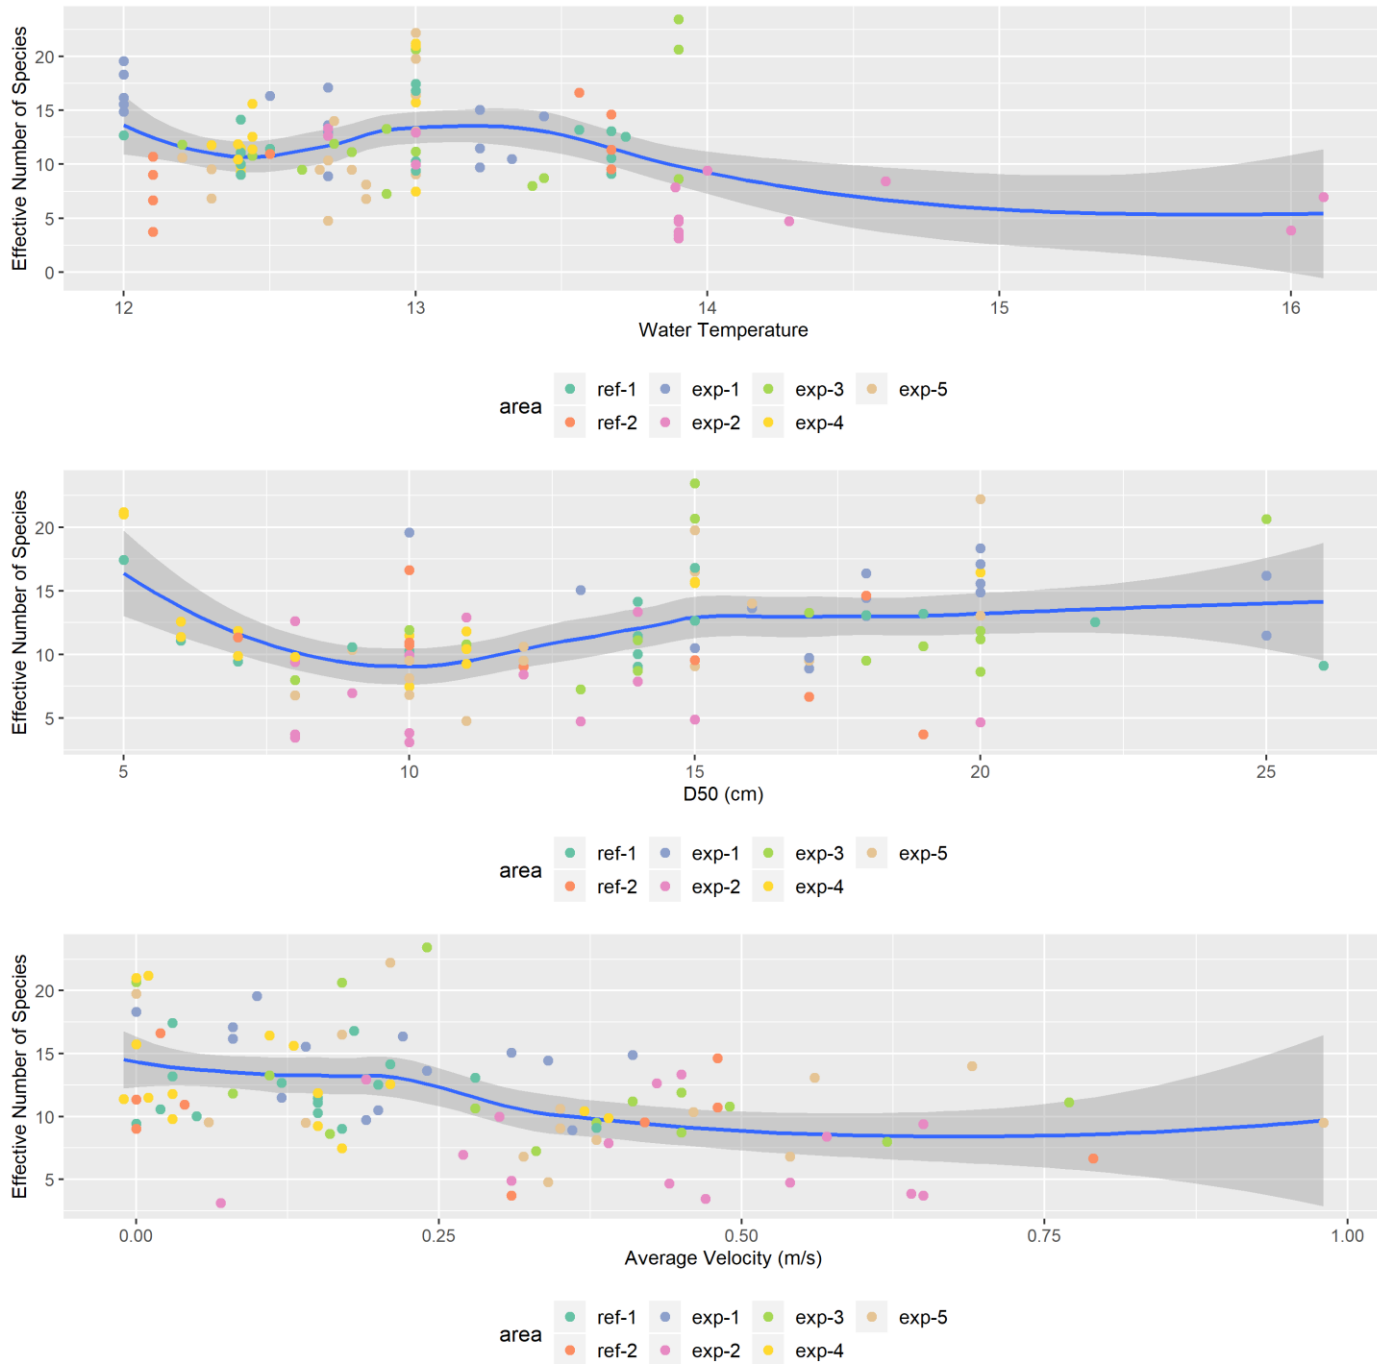 Effective Number of Species
20
15
10
5
0
12 13 14 15 16
Water Temperature
area
ref-1 exp-1 exp-3 exp-5
ref-2 exp-2 exp-4
Effective Number of Species
20
15
10
5
5 10 15 20 25
D50 (cm)
area
ref-1 exp-1 exp-3 exp-5
ref-2 exp-2 exp-4
Effective Number of Species
20
15
10
5
0.00 0.25 0.50 0.75 1.00
Average Velocity (m/s)
area
ref-1 exp-1 exp-3 exp-5
ref-2 exp-2 exp-4